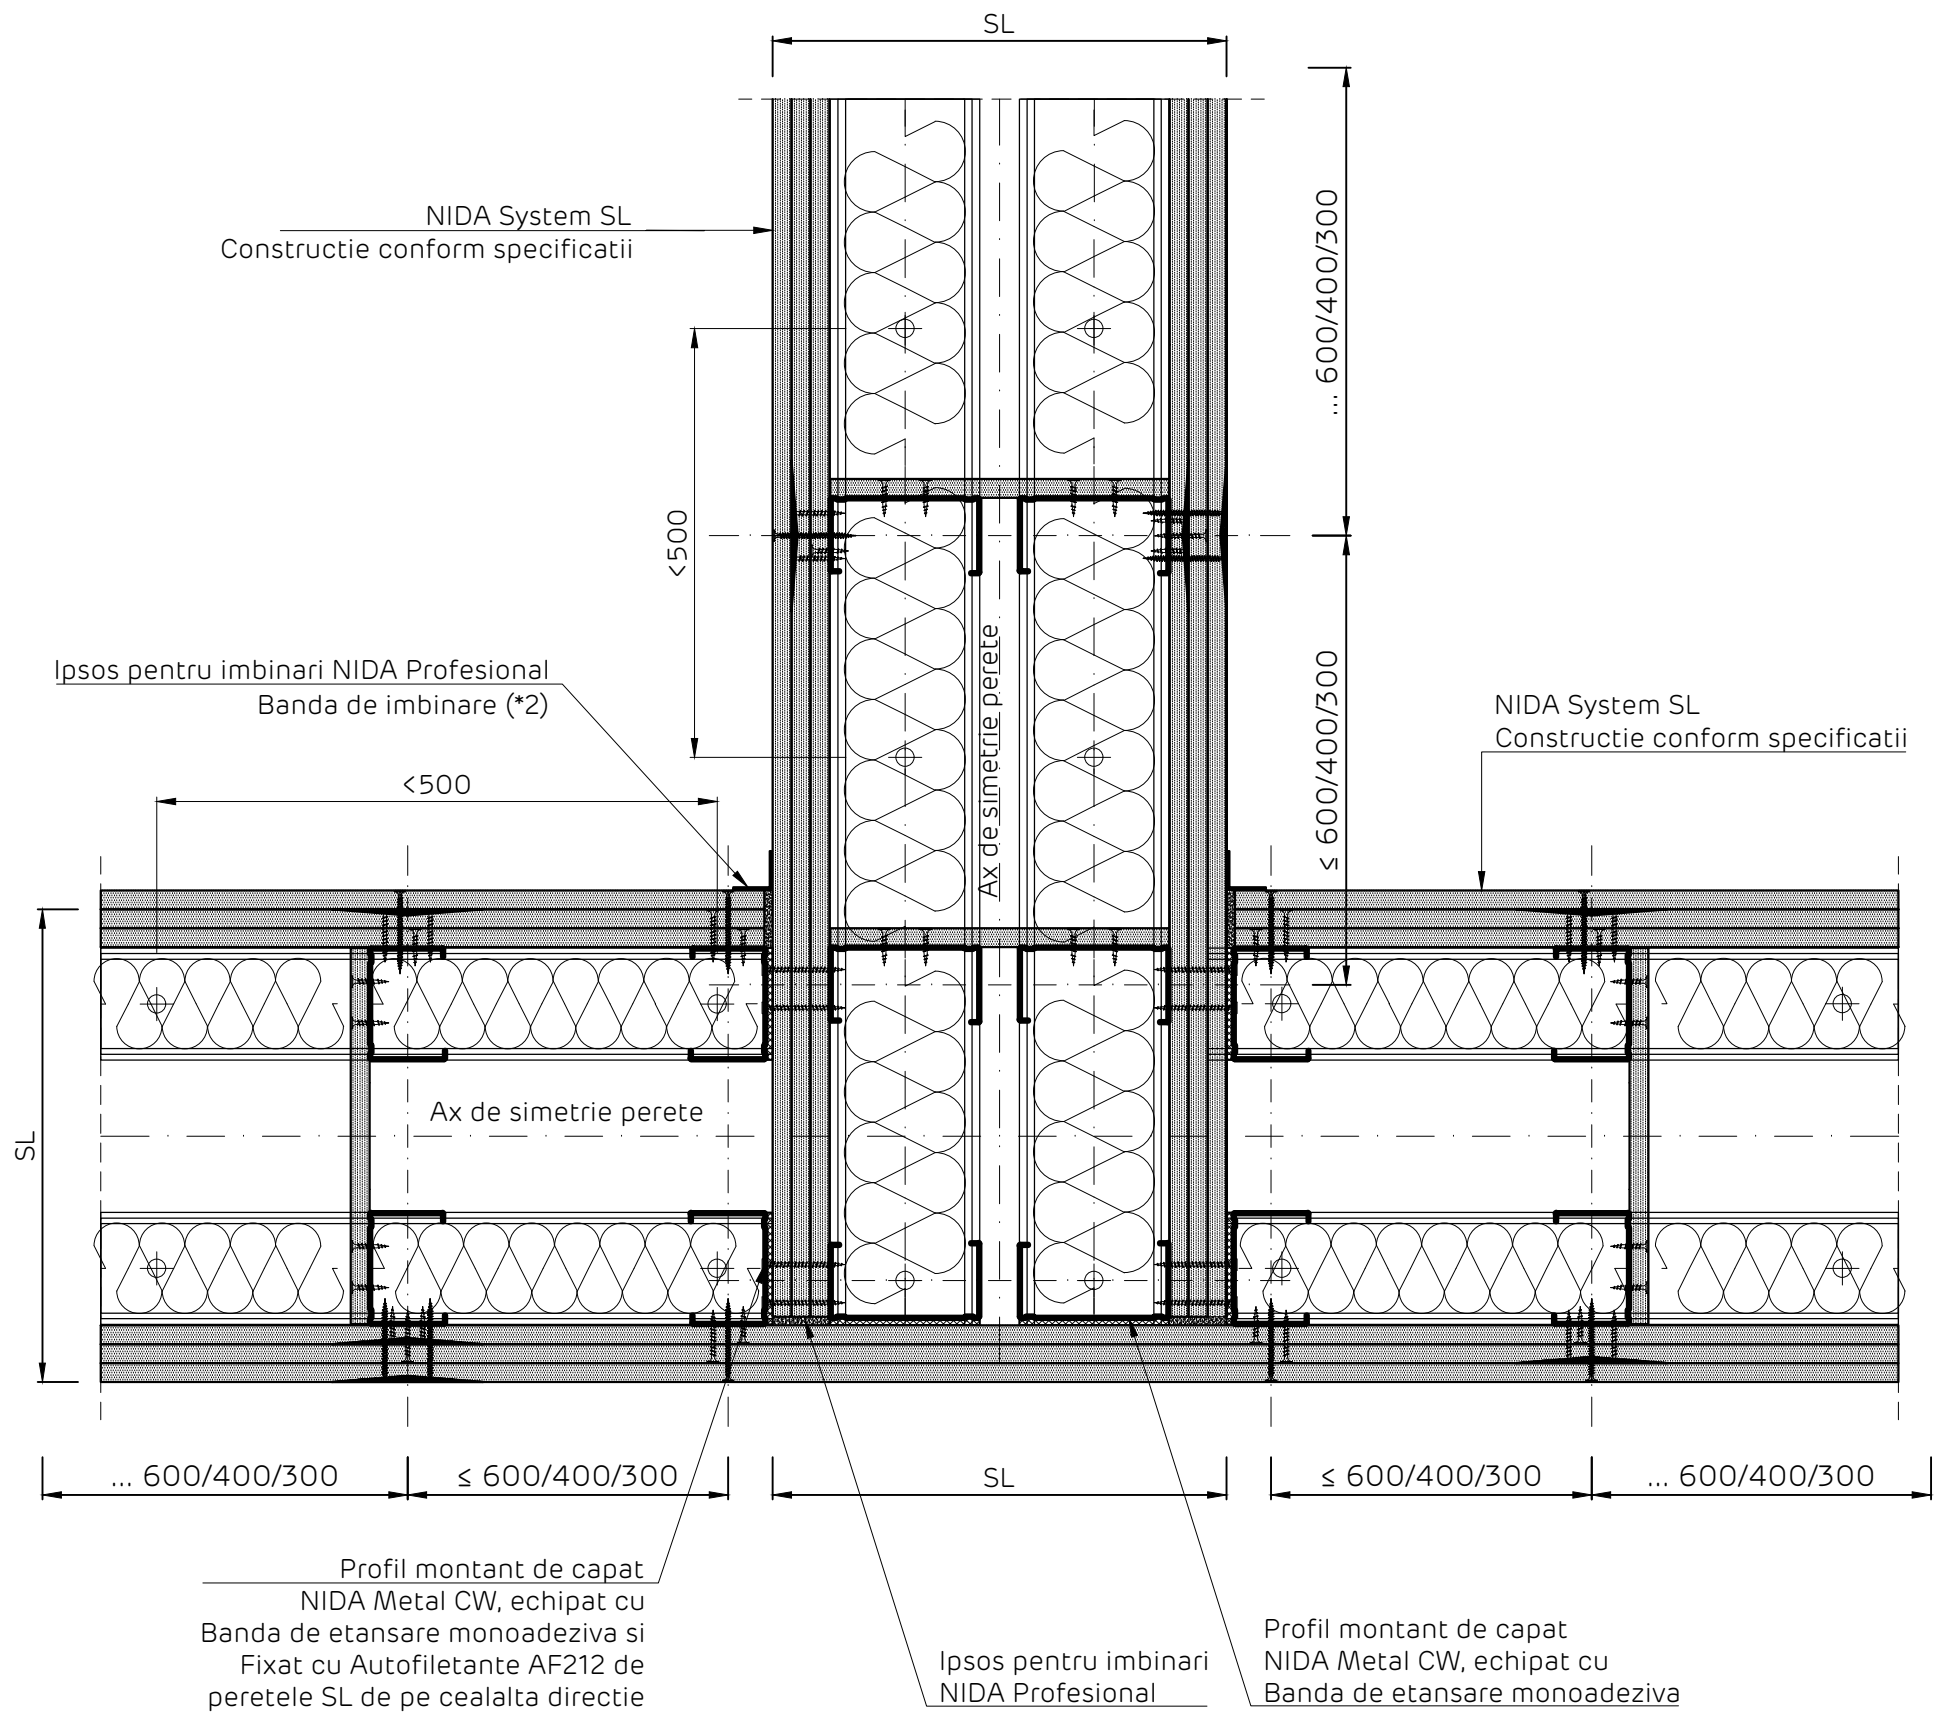 SL
NIDA System SL
Constructie conform specificatii
... 600/400/300
<500
Ax de simetrie perete
≤ 600/400/300
Ipsos pentru imbinari NIDA Profesional
Banda de imbinare (*2)
NIDA System SL
Constructie conform specificatii
<500
Ax de simetrie perete
SL
... 600/400/300
≤ 600/400/300
SL
≤ 600/400/300
... 600/400/300
Profil montant de capat
NIDA Metal CW, echipat cu
Banda de etansare monoadeziva si
Fixat cu Autofiletante AF212 de
peretele SL de pe cealalta directie
Ipsos pentru imbinari
NIDA Profesional
Profil montant de capat
NIDA Metal CW, echipat cu
Banda de etansare monoadeziva